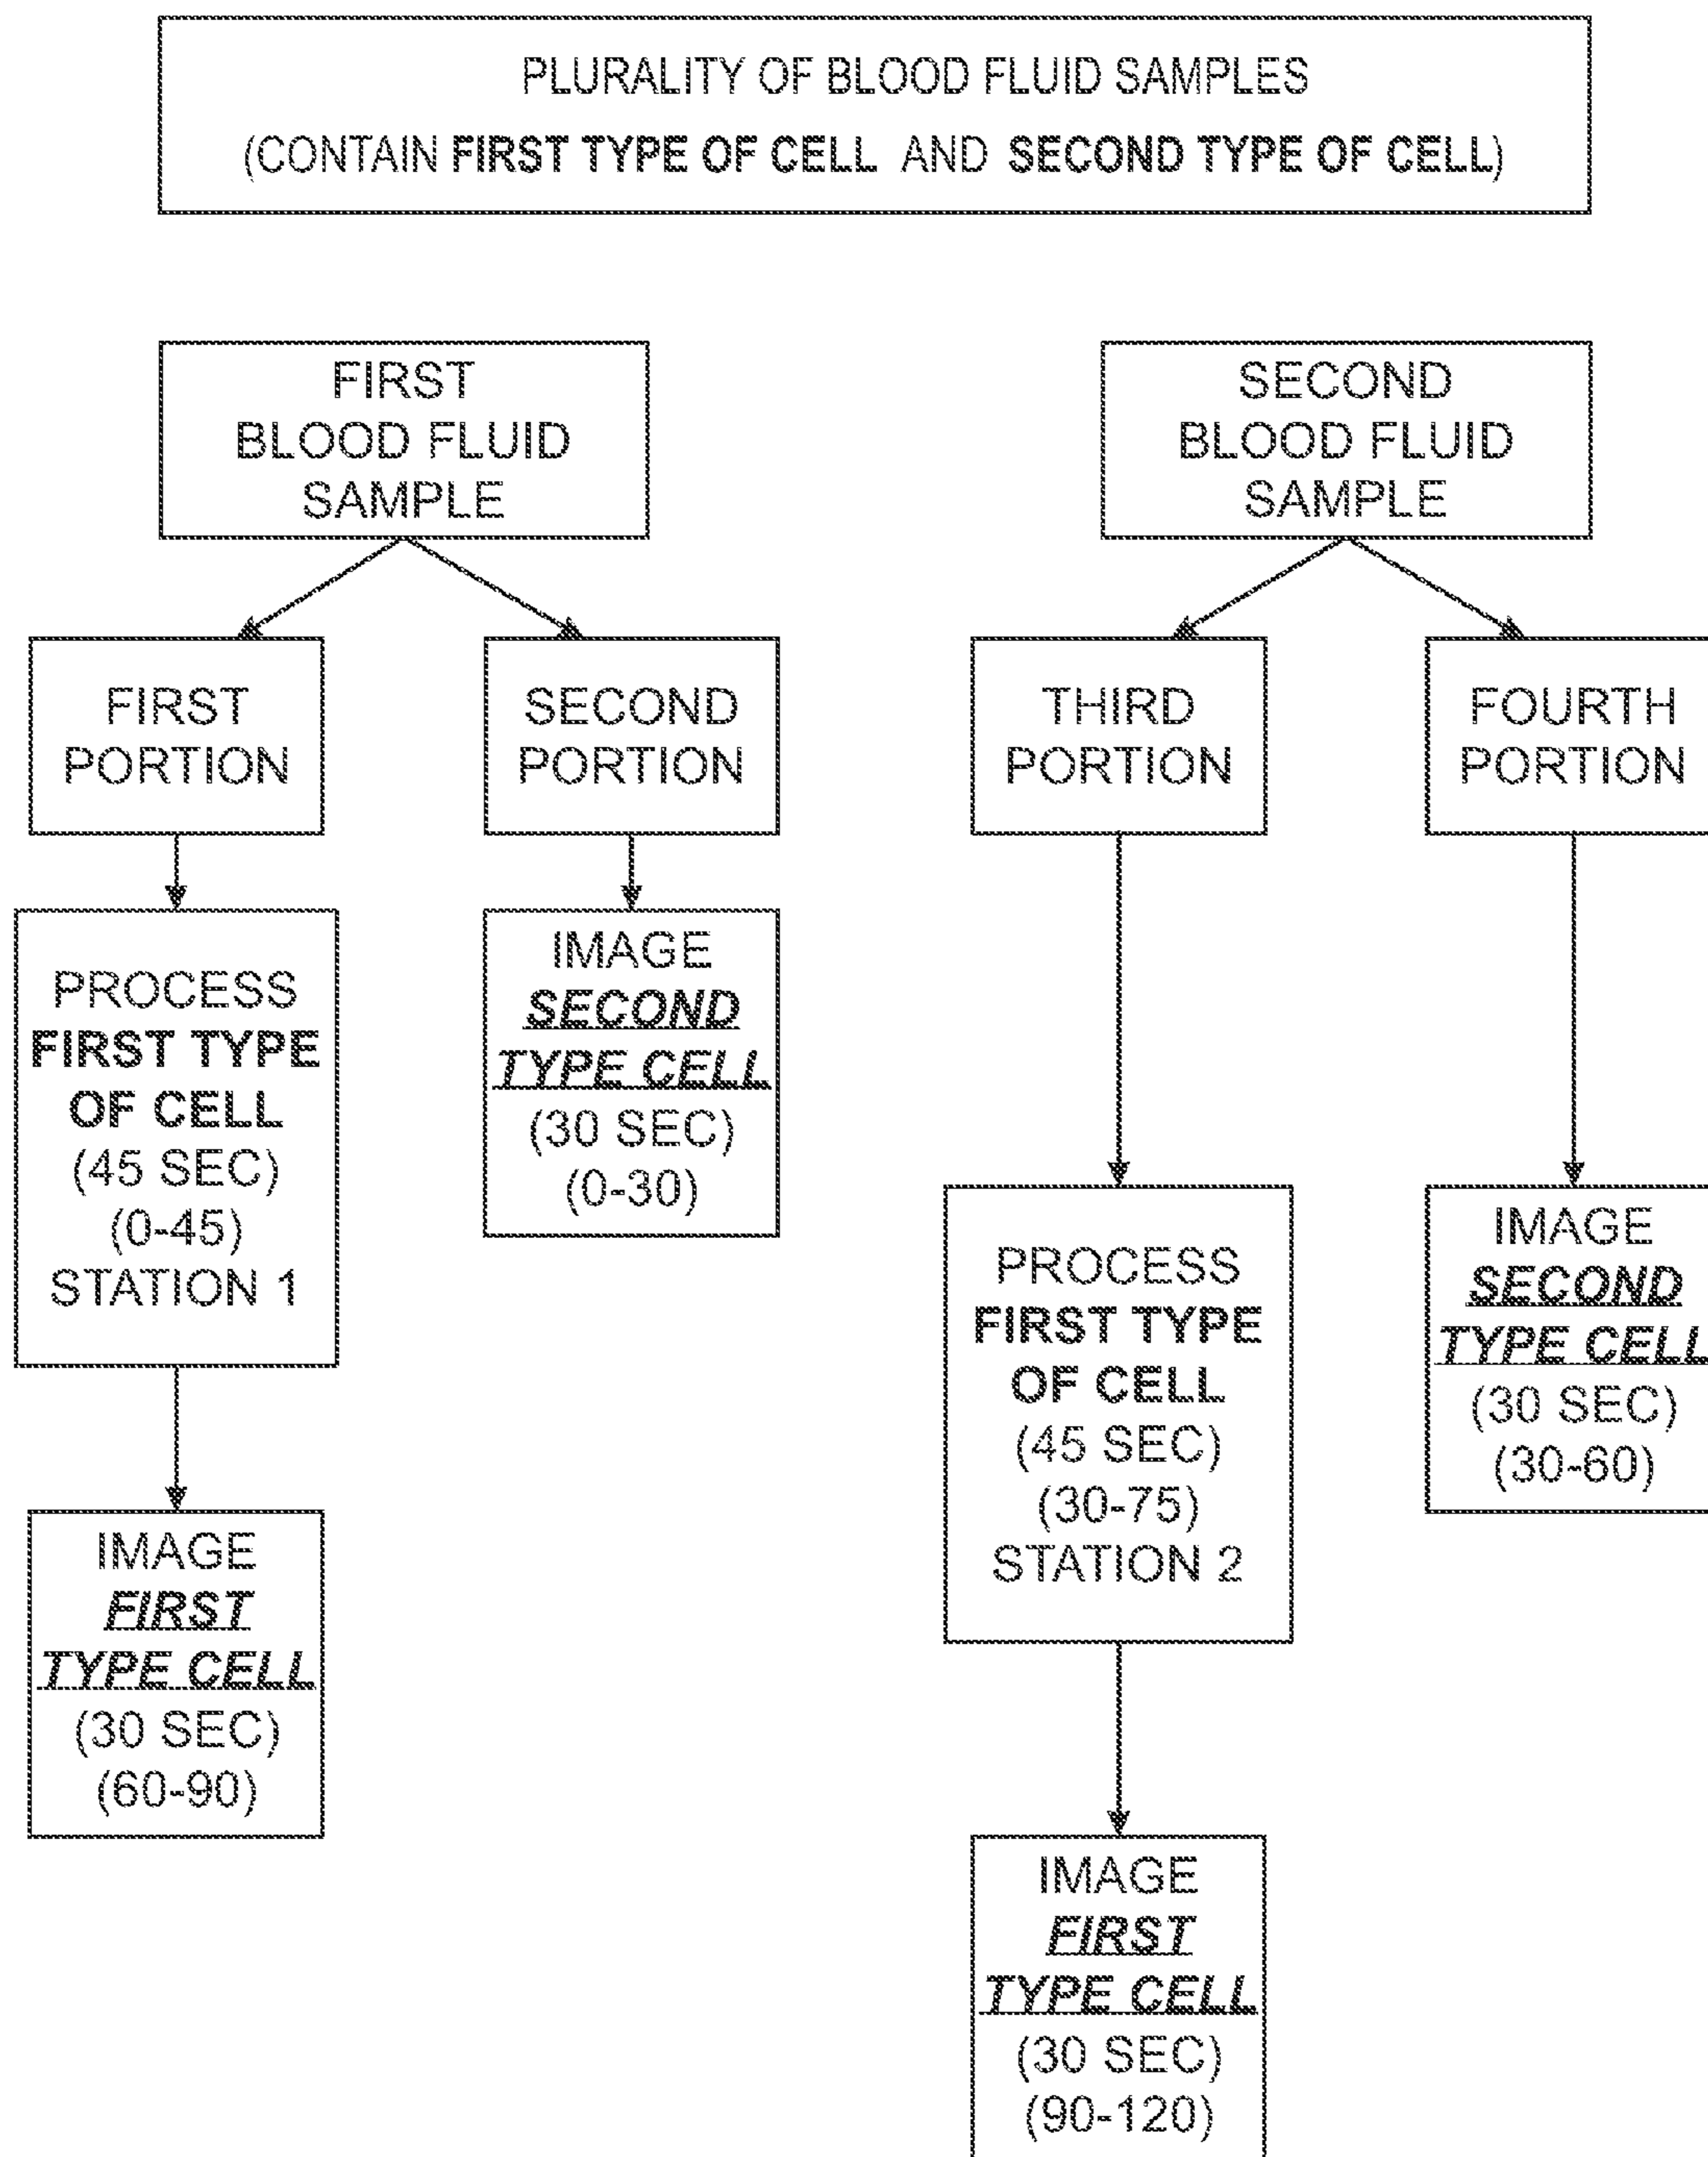 PLURALITY OF BLOOD FLUID SAMPLES
(CONTAIN FIRST TYPE OF CELL AND SECOND TYPE OF CELL)
FIRST
BLOOD FLUID
SAMPLE
SECOND
BLOOD FLUID
SAMPLE
FIRST
PORTION
SECOND
PORTION
THIRD
PORTION
FOURTH
PORTION
PROCESS
FIRST TYPE
OF CELL
(45 SEC)
(0-45)
STATION 1
IMAGE
SECOND
TYPE CELL
(30 SEC)
(0-30)
PROCESS
FIRST TYPE
OF CELL
(45 SEC)
(30-75)
STATION 2
IMAGE
SECOND
TYPE CELL
(30 SEC)
(30-60)
IMAGE
FIRST
TYPE CELL
(30 SEC)
(60-90)
IMAGE
FIRST
TYPE CELL
(30 SEC)
(90-120)